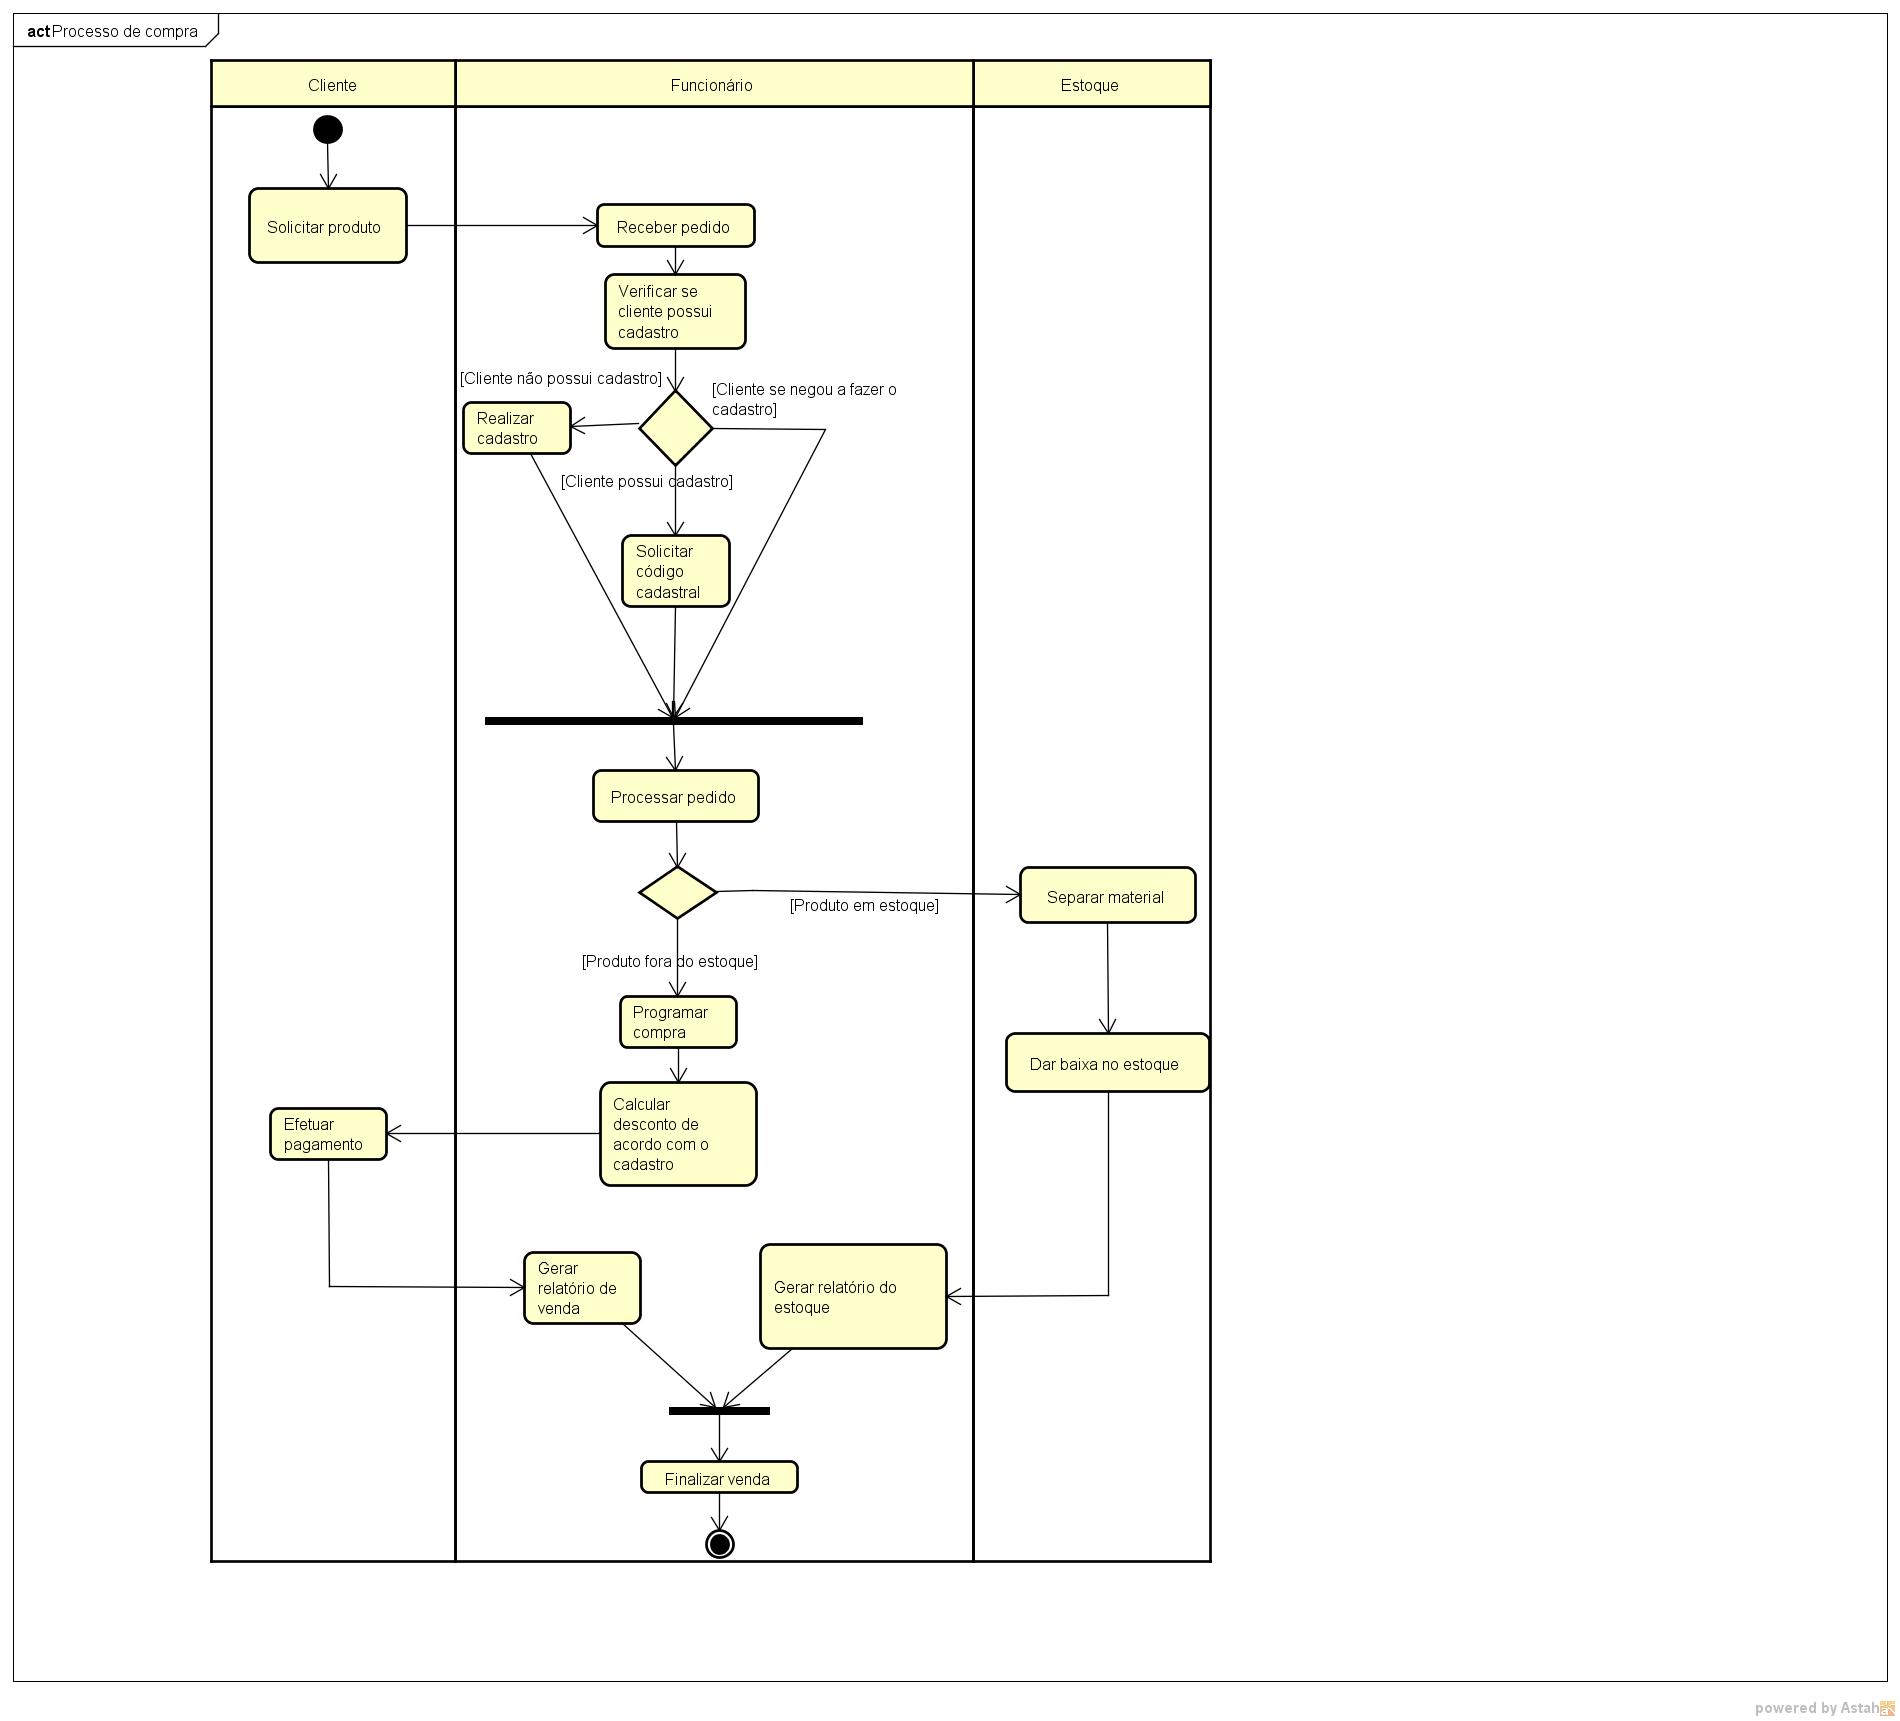 act Processo de compra
Cliente
Funcionário
Estoque
Solicitar produto
Receber pedido
Verificar se
cliente possui
cadastro
[Cliente não possui cadastro]
[Cliente se negou a fazer o
cadastro]
Realizar
cadastro
[Cliente possui cadastro]
Solicitar
código
cadastral
Processar pedido
Separar material
[Produto em estoque]
[Produto fora do estoque]
Programar
compra
Dar baixa no estoque
Calcular
desconto de
acordo com o
cadastro
Efetuar
pagamento
Gerar
relatório de
venda
Gerar relatório do
estoque
Finalizar venda
powered by Astah